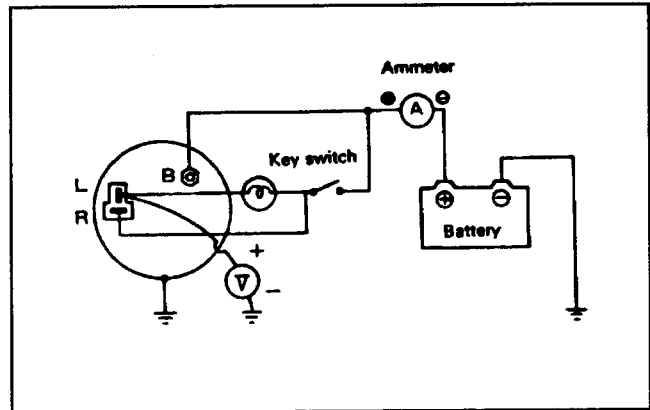 Ammeter
⊕ A ⊖
Key switch
L
B
R
+
V
−
⊕ ⊖
Battery